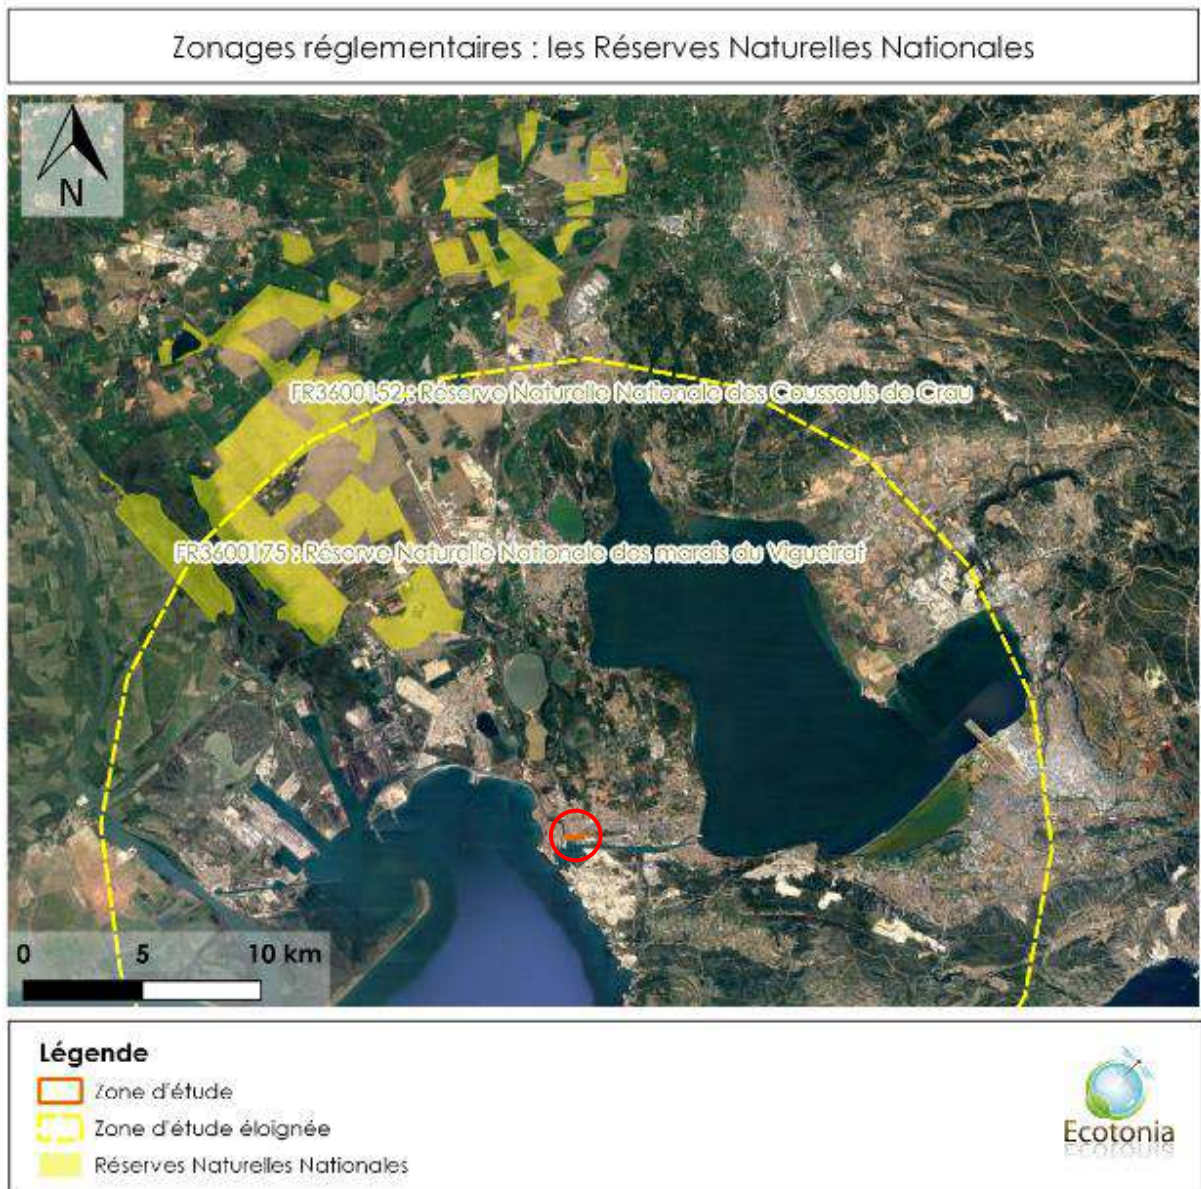 Zonages réglementaires : les Réserves Naturelles Nationales
N
FR3600152 : Réserve Naturelle Nationale des Coussouls de Crau
FR3600175 : Réserve Naturelle Nationale des marais du Vigueirat
0 5 10 km
Légende
Zone d'étude
Zone d'étude éloignée
Réserves Naturelles Nationales
Ecotonia